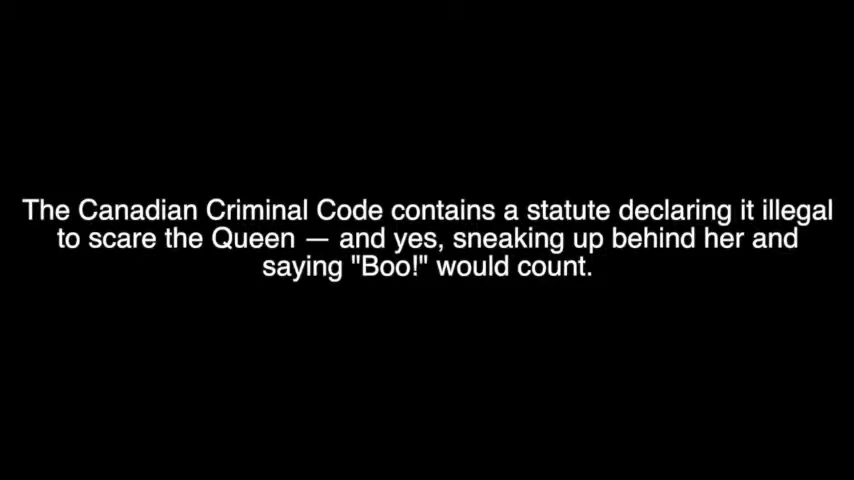 The Canadian Criminal Code contains a statute declaring it illegal
to scare the Queen — and yes, sneaking up behind her and
saying "Boo!" would count.